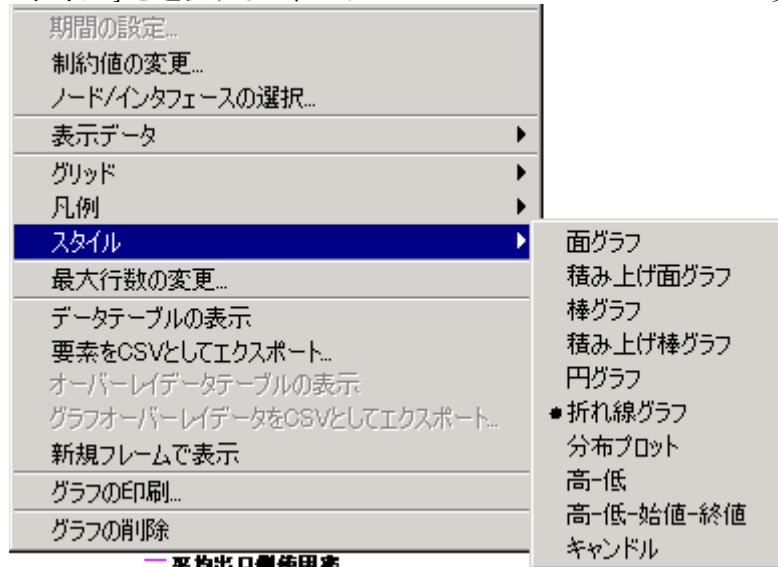 期間の設定...
制約値の変更...
ノード/インタフェースの選択...
表示データ
グリッド
凡例
スタイル
最大行数の変更...
データテーブルの表示
要素をCSVとしてエクスポート...
オーバーレイデータテーブルの表示
グラフオーバーレイデータをCSVとしてエクスポート...
新規フレームで表示
グラフの印刷...
グラフの削除
面グラフ
積み上げ面グラフ
棒グラフ
積み上げ棒グラフ
円グラフ
折れ線グラフ
分布プロット
高-低
高-低-始値-終値
キャンドル